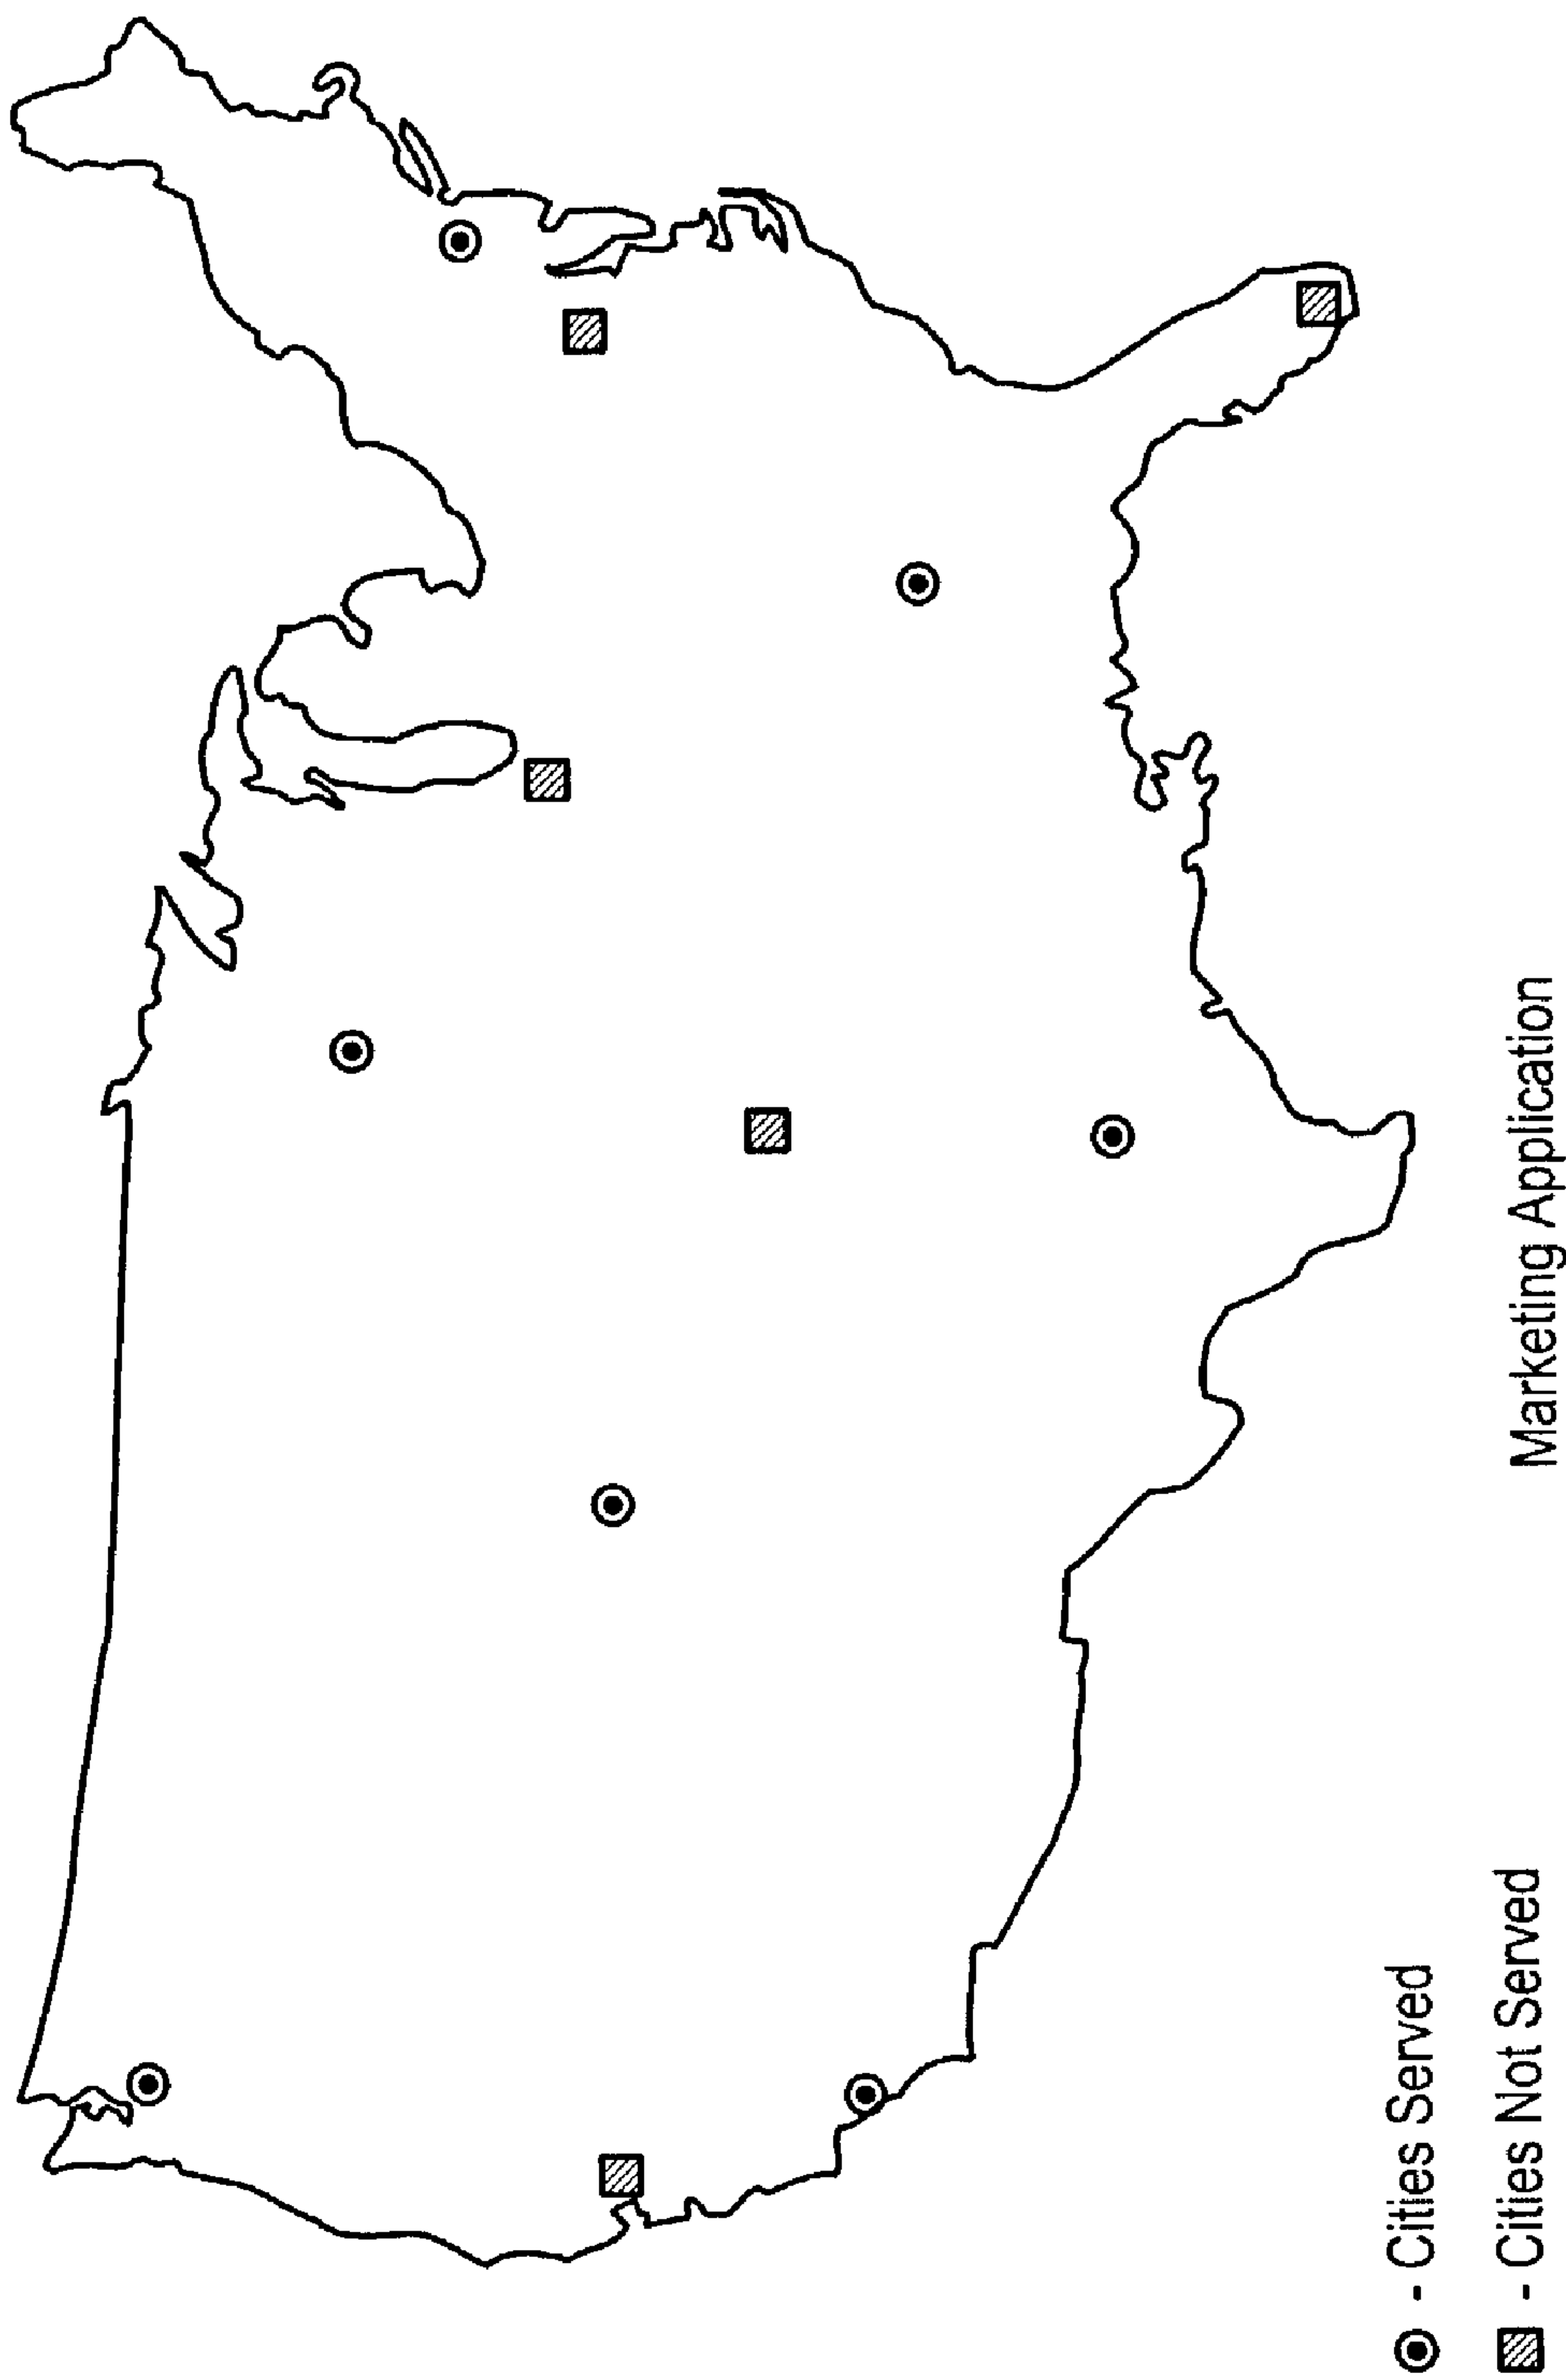 - Cities Served
- Cities Not Served
Marketing Application